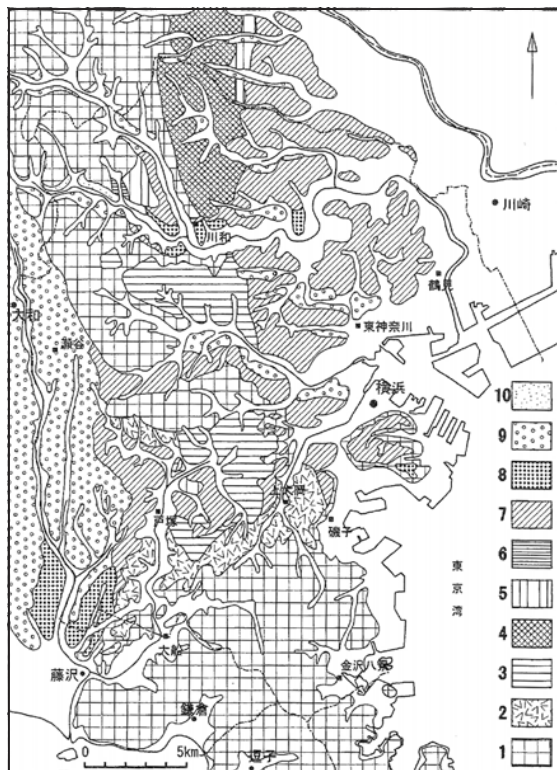 川崎
川和
鶴見
大和
東神奈川
瀬谷
横浜
10
9
8
上大岡
7
戸塚
磯子
6
東京湾
5
4
大船
金沢八景
藤沢
3
鎌倉
2
0 5km
逗子
1